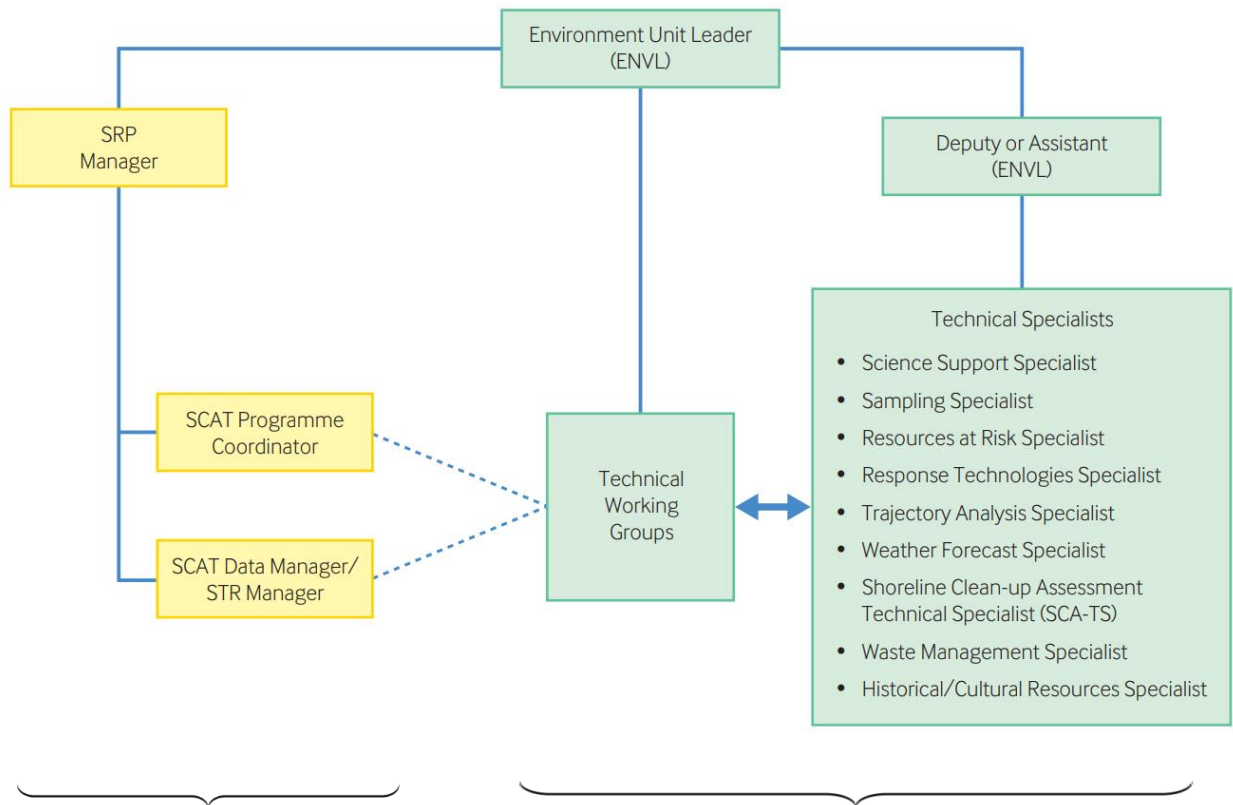 Environment Unit Leader
(ENVL)
SRP
Manager
Deputy or Assistant
(ENVL)
Technical Specialists
• Science Support Specialist
• Sampling Specialist
• Resources at Risk Specialist
• Response Technologies Specialist
• Trajectory Analysis Specialist
• Weather Forecast Specialist
• Shoreline Clean-up Assessment
Technical Specialist (SCA-TS)
• Waste Management Specialist
• Historical/Cultural Resources Specialist
SCAT Programme
Coordinator
SCAT Data Manager/
STR Manager
Technical
Working
Groups